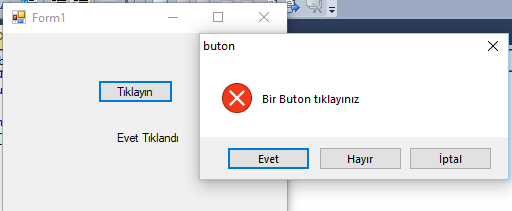 Form1
Tıklayın
Evet Tıklandı
buton
Bir Buton tıklayınız
Evet
Hayır
İptal